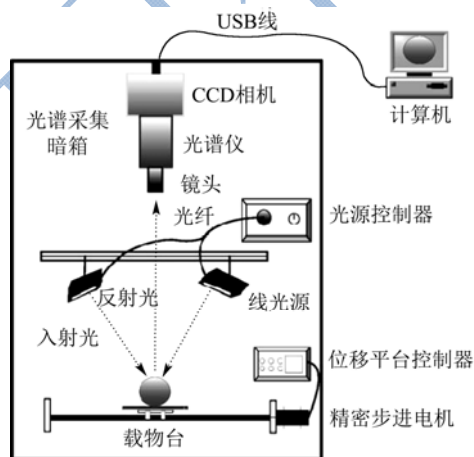 USB线
CCD相机
计算机
光谱采集
暗箱
光谱仪
镜头
光纤
光源控制器
反射光
线光源
入射光
位移平台控制器
载物台
精密步进电机